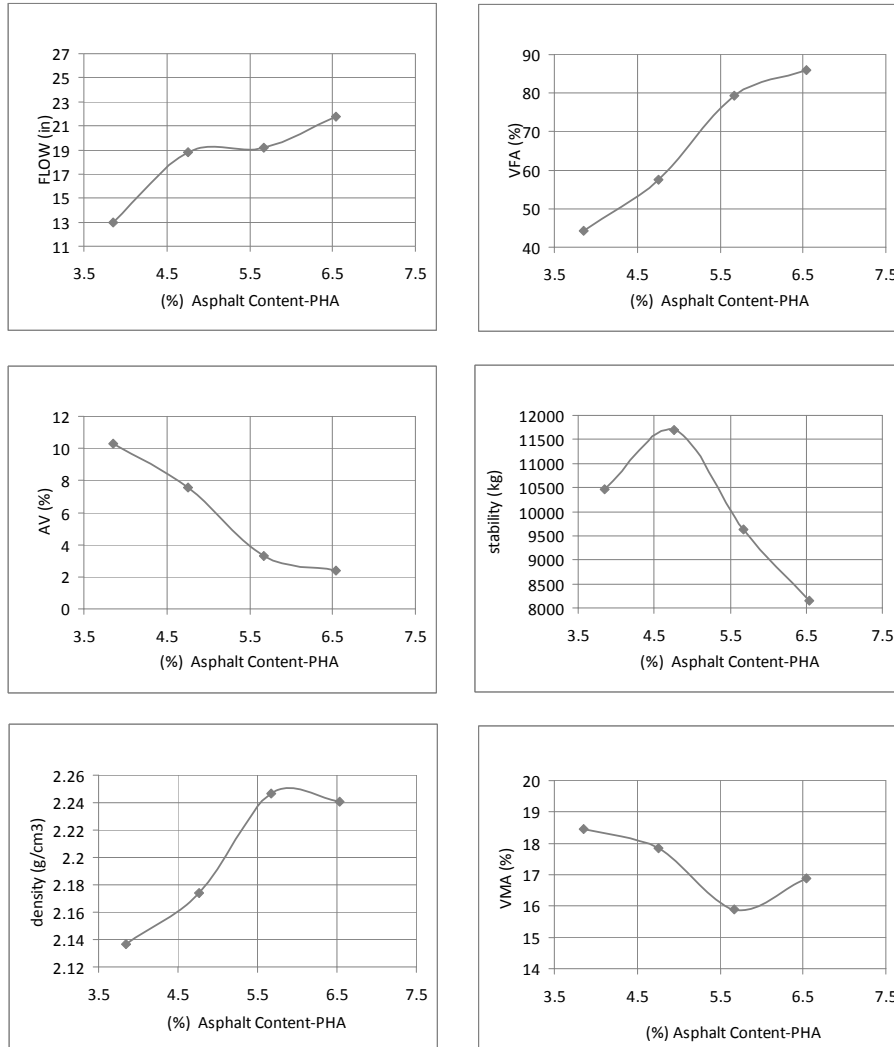 FLOW (in)
27
25
23
21
19
17
15
13
11
3.5 4.5 5.5 6.5 7.5
(%) Asphalt Content-PHA
VFA (%)
90
80
70
60
50
40
3.5 4.5 5.5 6.5 7.5
(%) Asphalt Content-PHA
AV (%)
12
10
8
6
4
2
0
3.5 4.5 5.5 6.5 7.5
(%) Asphalt Content-PHA
stability (kg)
12000
11500
11000
10500
10000
9500
9000
8500
8000
3.5 4.5 5.5 6.5 7.5
(%) Asphalt Content-PHA
density (g/cm3)
2.26
2.24
2.22
2.2
2.18
2.16
2.14
2.12
3.5 4.5 5.5 6.5 7.5
(%) Asphalt Content-PHA
VMA (%)
20
19
18
17
16
15
14
3.5 4.5 5.5 6.5 7.5
(%) Asphalt Content-PHA